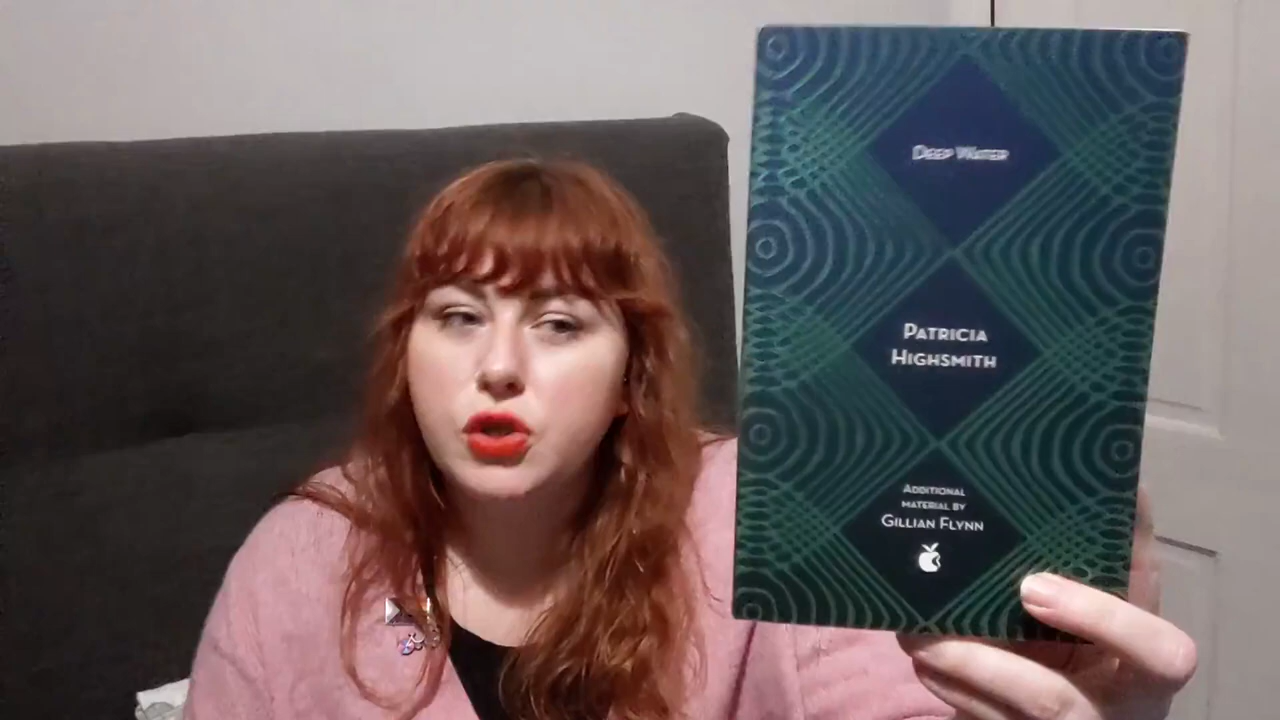 DEEP WATER
PATRICIA
HIGHSMITH
ADDITIONAL
MATERIAL BY
GILLIAN FLYNN